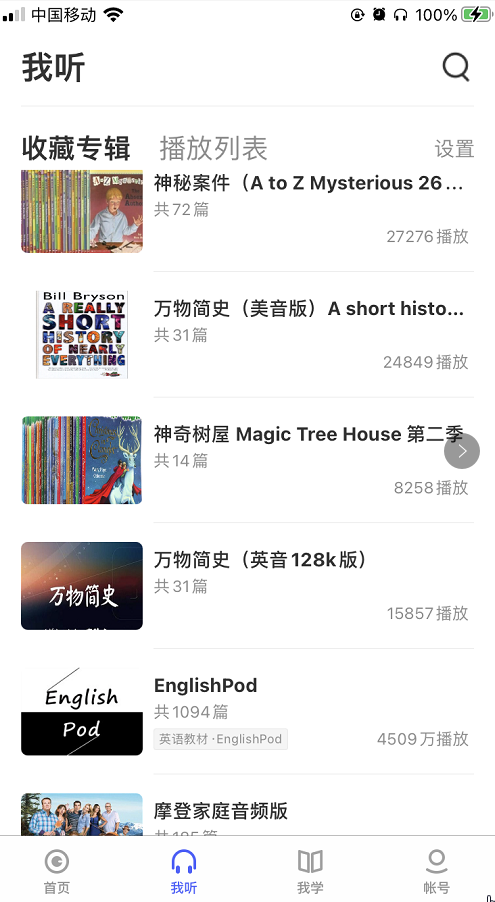 中国移动 100%
我听
收藏专辑 播放列表 设置
A to Z Mysteries
神秘案件（A to Z Mysterious 26...
共72篇
27276播放
Bill Bryson
A REALLY
SHORT
HISTORY
OF NEARLY
EVERYTHING
万物简史（美音版）A short histo...
共31篇
24849播放
神奇树屋 Magic Tree House 第二季
共14篇
8258播放
万物简史
万物简史（英音128k版）
共31篇
15857播放
English
Pod
EnglishPod
共1094篇
英语教材·EnglishPod
4509万播放
摩登家庭音频版
首页 我听 我学 帐号